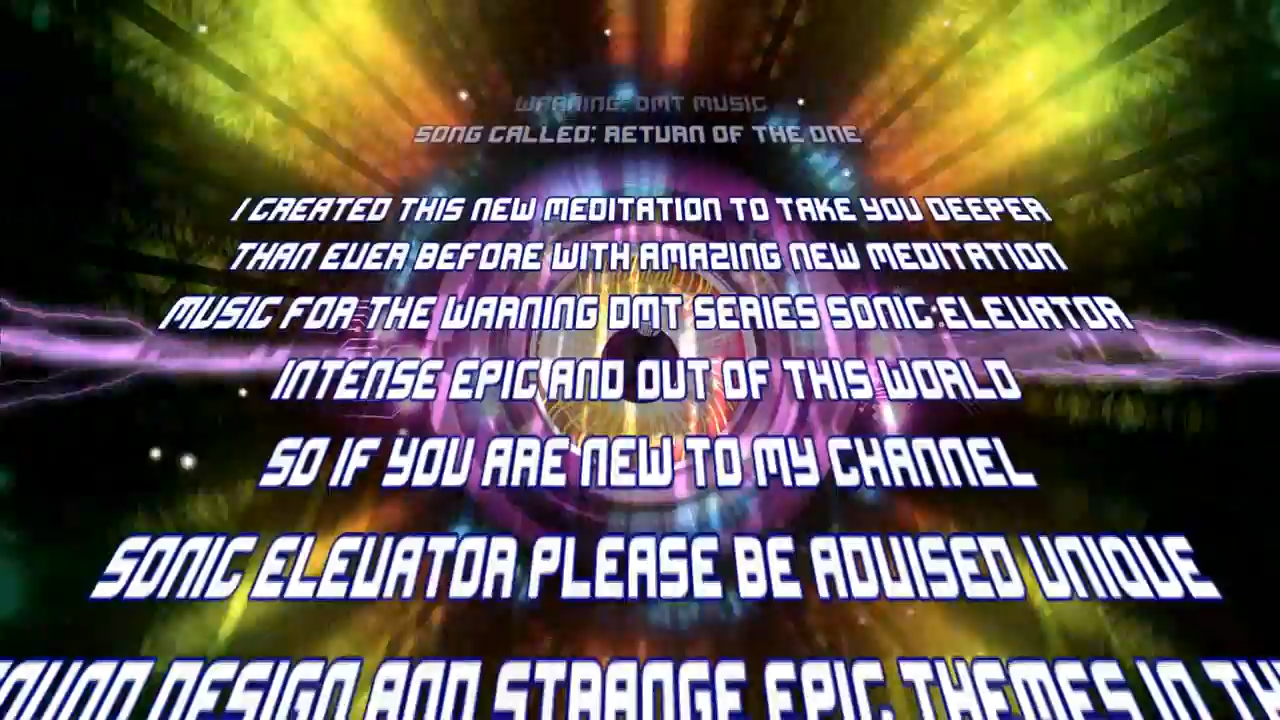 WARNING: DMT MUSIC
SONG CALLED: RETURN OF THE ONE
I CREATED THIS NEW MEDITATION TO TAKE YOU DEEPER
THAN EVER BEFORE WITH AMAZING NEW MEDITATION
MUSIC FOR THE WARNING DMT SERIES SONIC ELEVATOR
INTENSE EPIC AND OUT OF THIS WORLD
SO IF YOU ARE NEW TO MY CHANNEL
SONIC ELEVATOR PLEASE BE ADVISED UNIQUE
SOUND DESIGN AND STRANGE EPIC THEMES IN